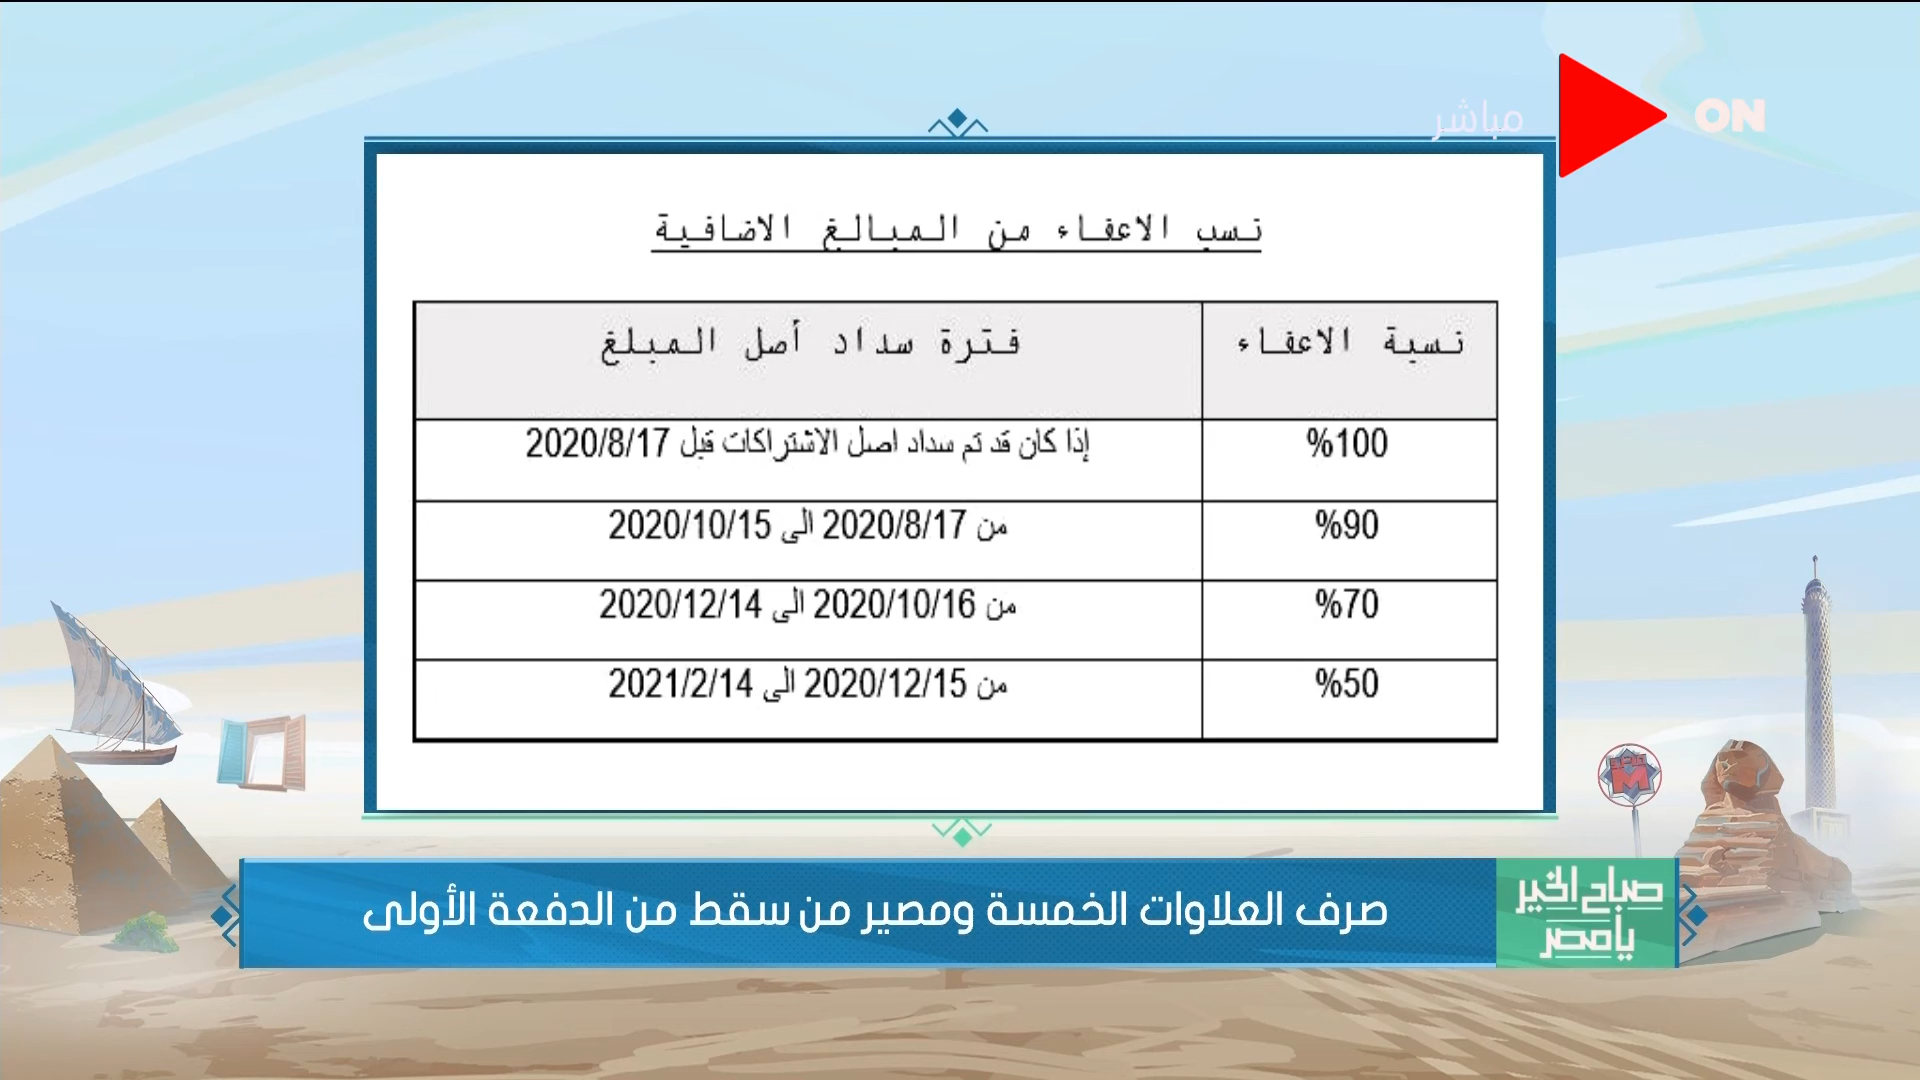 مباشر
ON
نسب الاعفاء من المبالغ الاضافية
نسبة الاعفاء
فترة سداد أصل المبلغ
%100
إذا كان قد تم سداد اصل الاشتراكات قبل 2020/8/17
%90
من 2020/8/17 الى 2020/10/15
%70
من 2020/10/16 الى 2020/12/14
%50
من 2020/12/15 الى 2021/2/14
صباح الخير
يا مصر
صرف العلاوات الخمسة ومصير من سقط من الدفعة الأولى
M